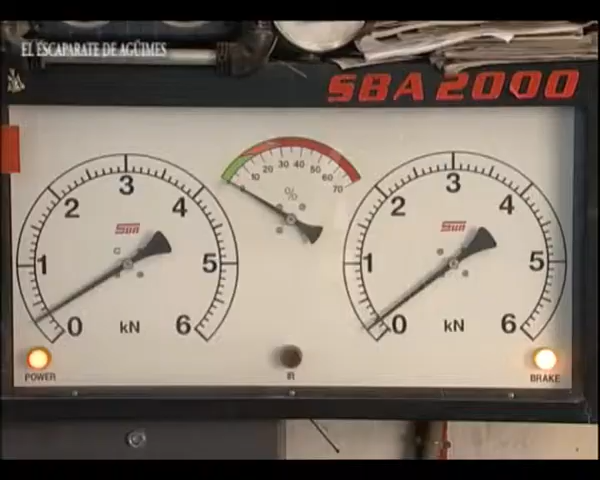 EL ESCAPARATE DE AGÜIMES
SBA 2000
0 1 2 3 4 5 6
Sun
kN
10 20 30 40 50 60 70
%
0 1 2 3 4 5 6
Sun
kN
POWER
IR
BRAKE